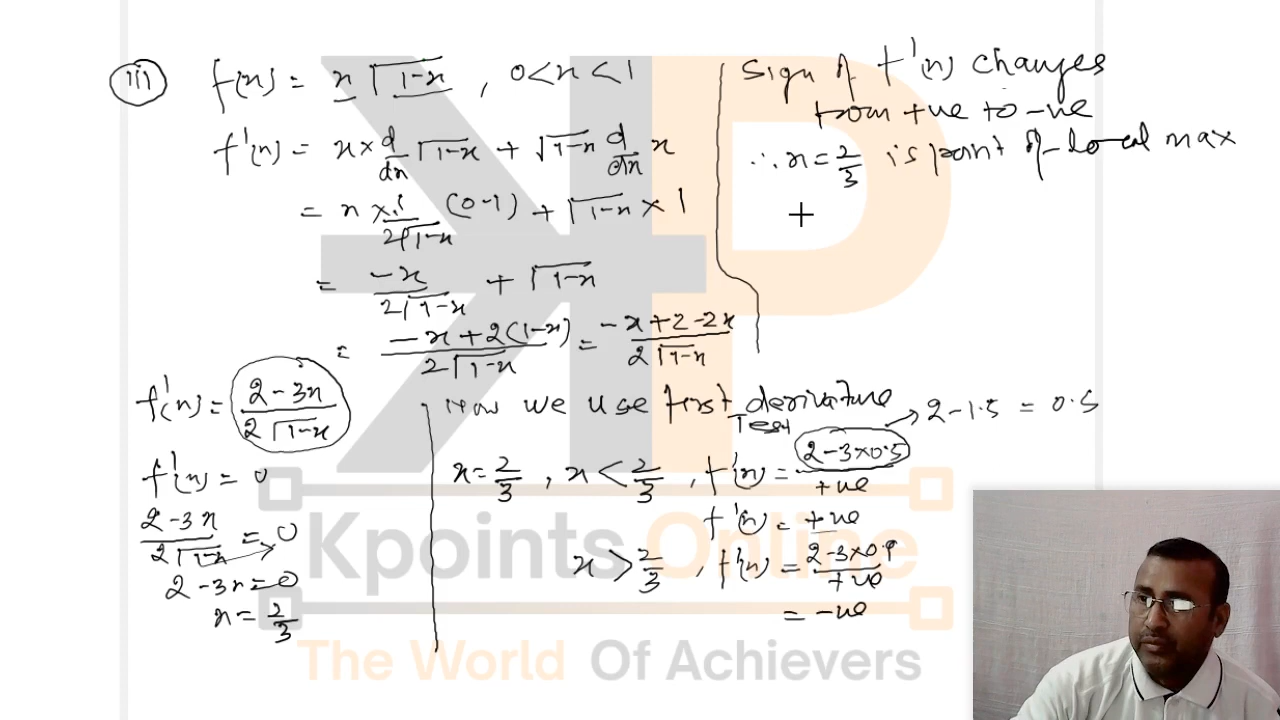 iii) f(x) = x √1-x , 0<x<1
f'(x) = x × d/dx √1-x + √1-x d/dx x
= x × 1/2√1-x (0-1) + √1-x × 1
= -x/2√1-x + √1-x
= -x+2(1-x)/2√1-x = -x+2-2x/2√1-x
f'(x) = 2-3x/2√1-x
f'(x) = 0
2-3x/2√1-x = 0
2-3x=0
x = 2/3
Now we use first derivative
Test
2-1.5 = 0.5
x=2/3 , x<2/3 , f'(x) = 2-3×0.5/+ve
f'(x) = +ve
x>2/3 , f'(x) = 2-3×0.9/+ve
= -ve
Sign of f'(x) changes
from +ve to -ve
∴ x=2/3 is point of local max
Kpoints Online
The World Of Achievers